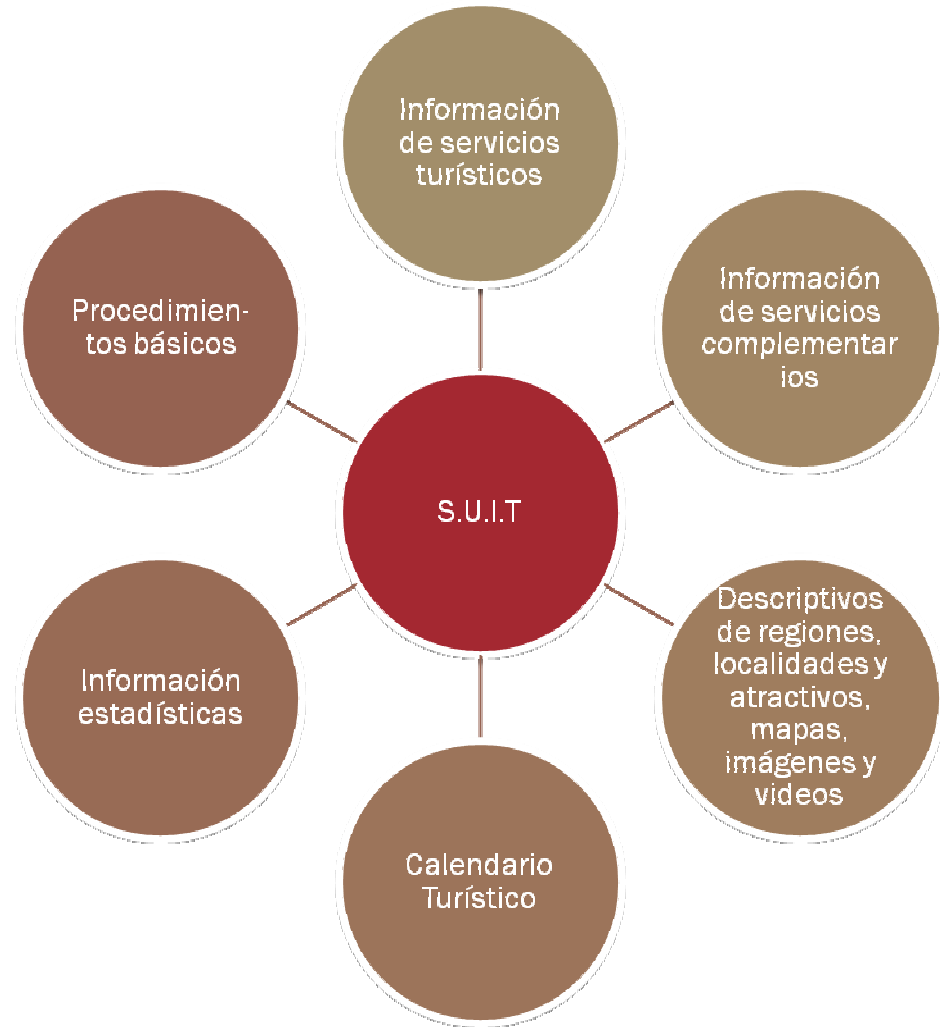 Información
de servicios
turísticos
Información
de servicios
complementar
ios
Procedimien-
tos básicos
S.U.I.T
Descriptivos
de regiones,
localidades y
atractivos,
mapas,
imágenes y
videos
Información
estadísticas
Calendario
Turístico